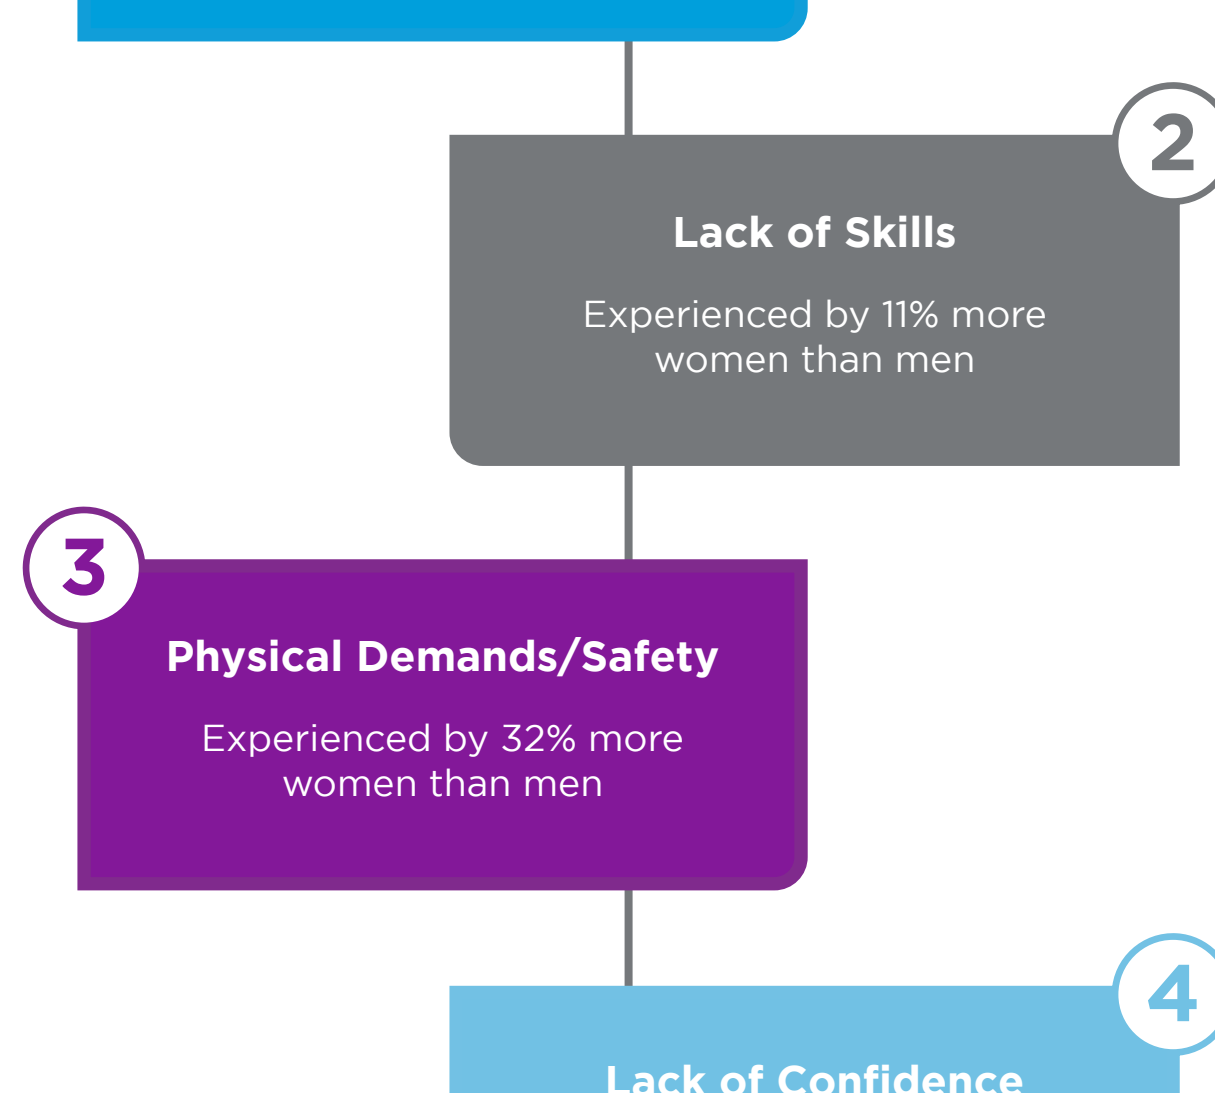 2
Lack of Skills
Experienced by 11% more
women than men
3
Physical Demands/Safety
Experienced by 32% more
women than men
4
Lack of Confidence